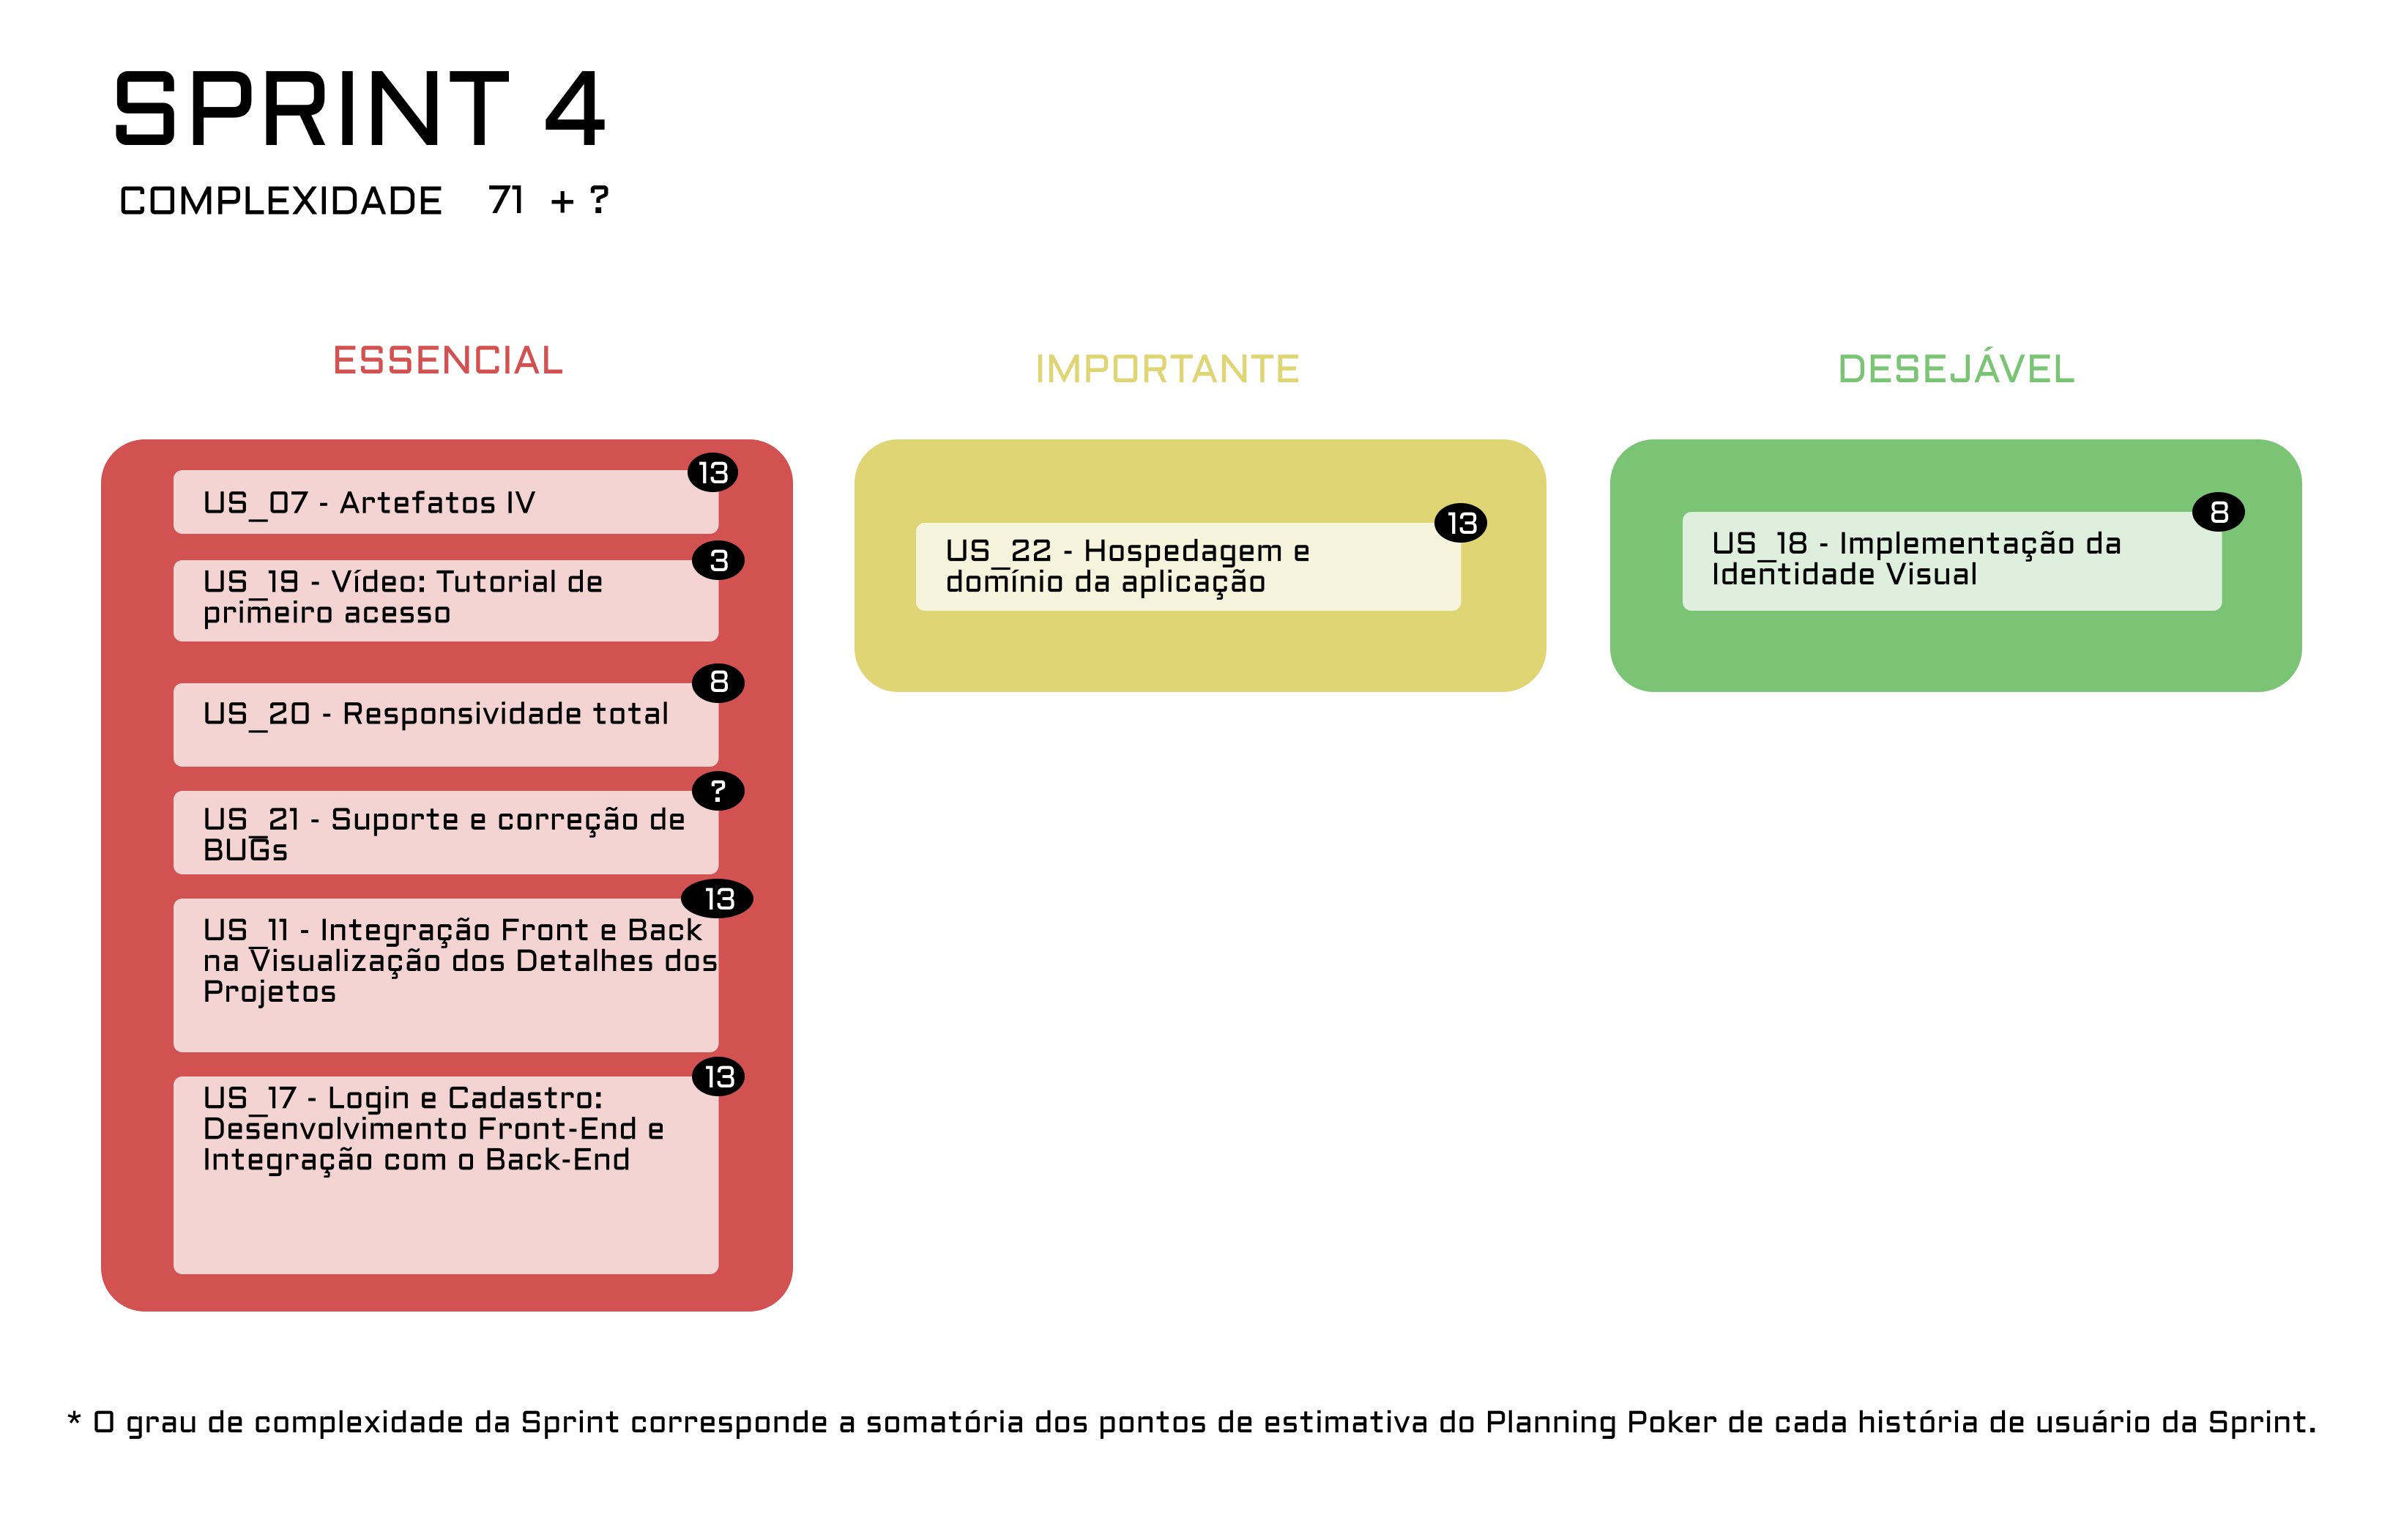 SPRINT 4
COMPLEXIDADE 71 + ?
ESSENCIAL
13
US_07 - Artefatos IV
3
US_19 - Vídeo: Tutorial de
primeiro acesso
8
US_20 - Responsividade total
?
US_21 - Suporte e correção de
BUGs
13
US_11 - Integração Front e Back
na Visualização dos Detalhes dos
Projetos
13
US_17 - Login e Cadastro:
Desenvolvimento Front-End e
Integração com o Back-End
IMPORTANTE
13
US_22 - Hospedagem e
domínio da aplicação
DESEJÁVEL
8
US_18 - Implementação da
Identidade Visual
* O grau de complexidade da Sprint corresponde a somatória dos pontos de estimativa do Planning Poker de cada história de usuário da Sprint.